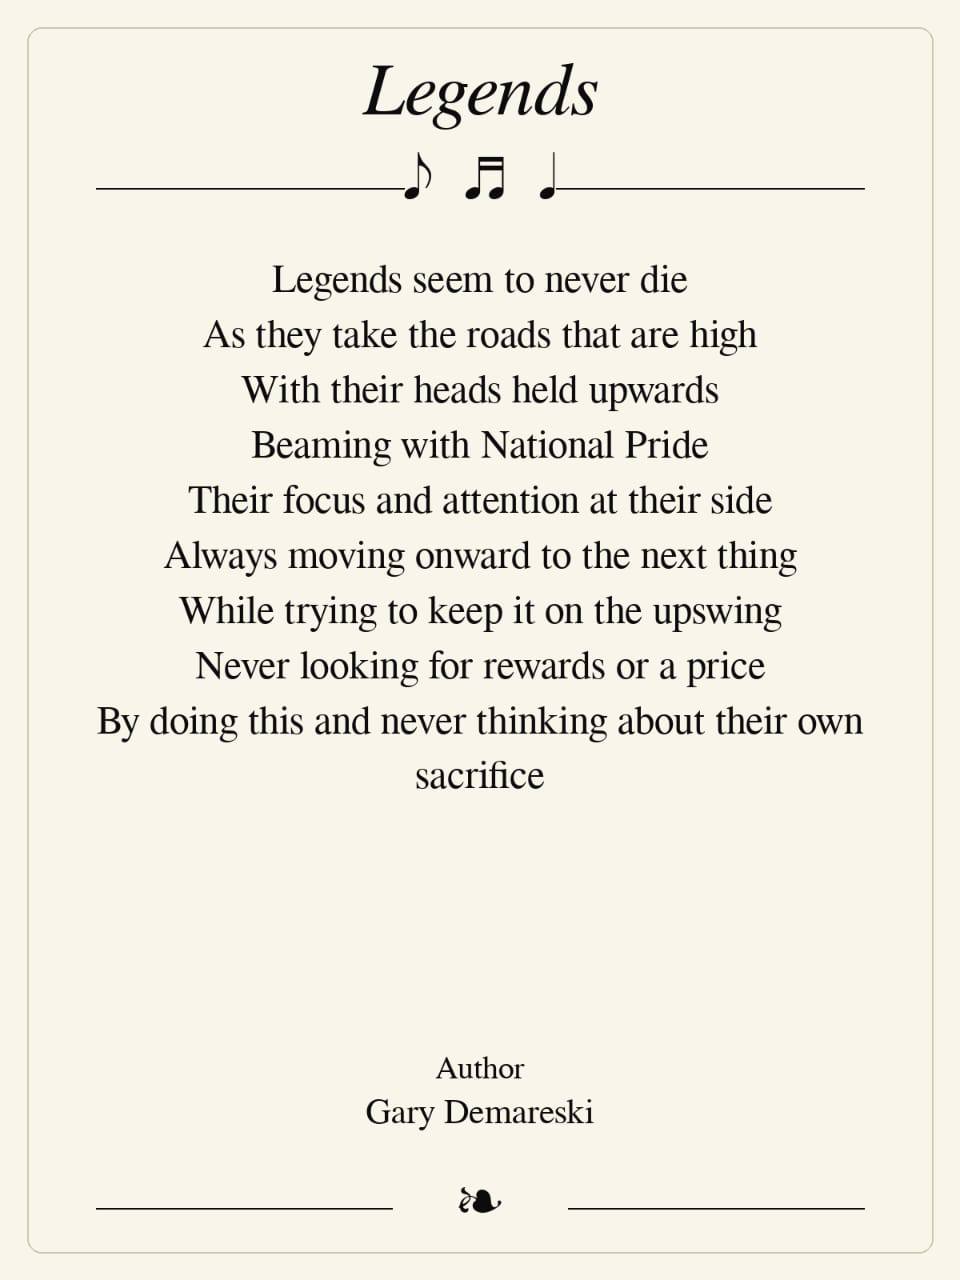 Legends
Legends seem to never die
As they take the roads that are high
With their heads held upwards
Beaming with National Pride
Their focus and attention at their side
Always moving onward to the next thing
While trying to keep it on the upswing
Never looking for rewards or a price
By doing this and never thinking about their own
sacrifice
Author
Gary Demareski